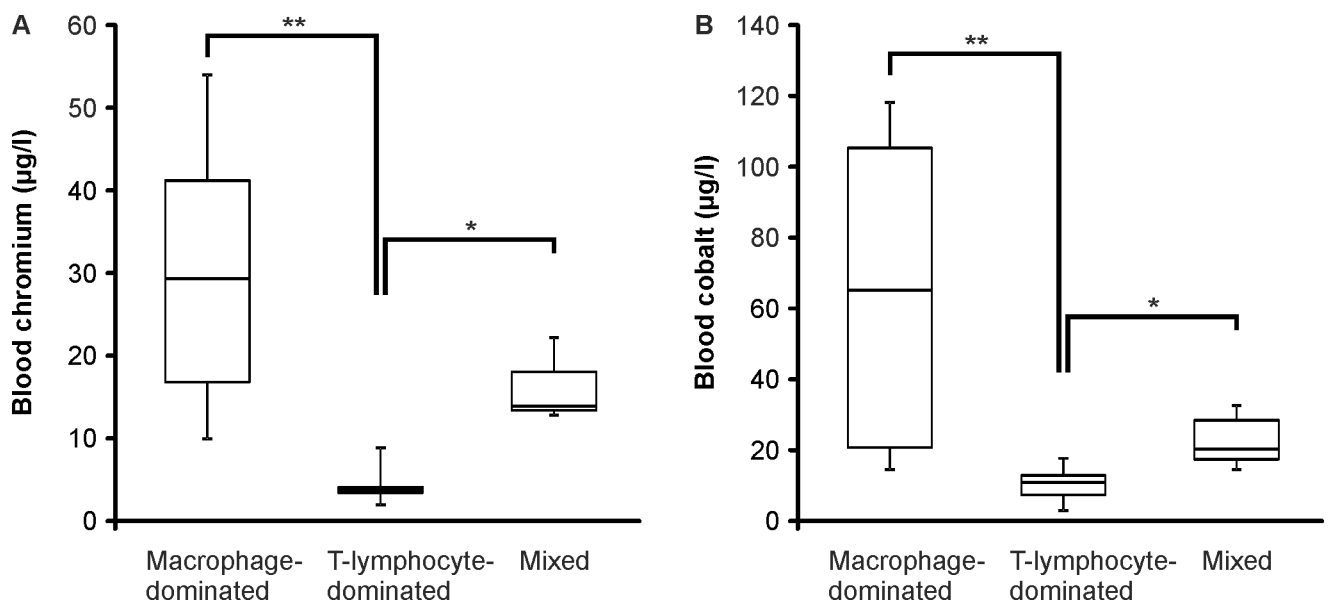 A
Blood chromium (µg/l)
60
50
40
30
20
10
0
**
*
Macrophage-
dominated
T-lymphocyte-
dominated
Mixed
B
Blood cobalt (µg/l)
140
120
100
80
60
40
20
0
**
*
Macrophage-
dominated
T-lymphocyte-
dominated
Mixed